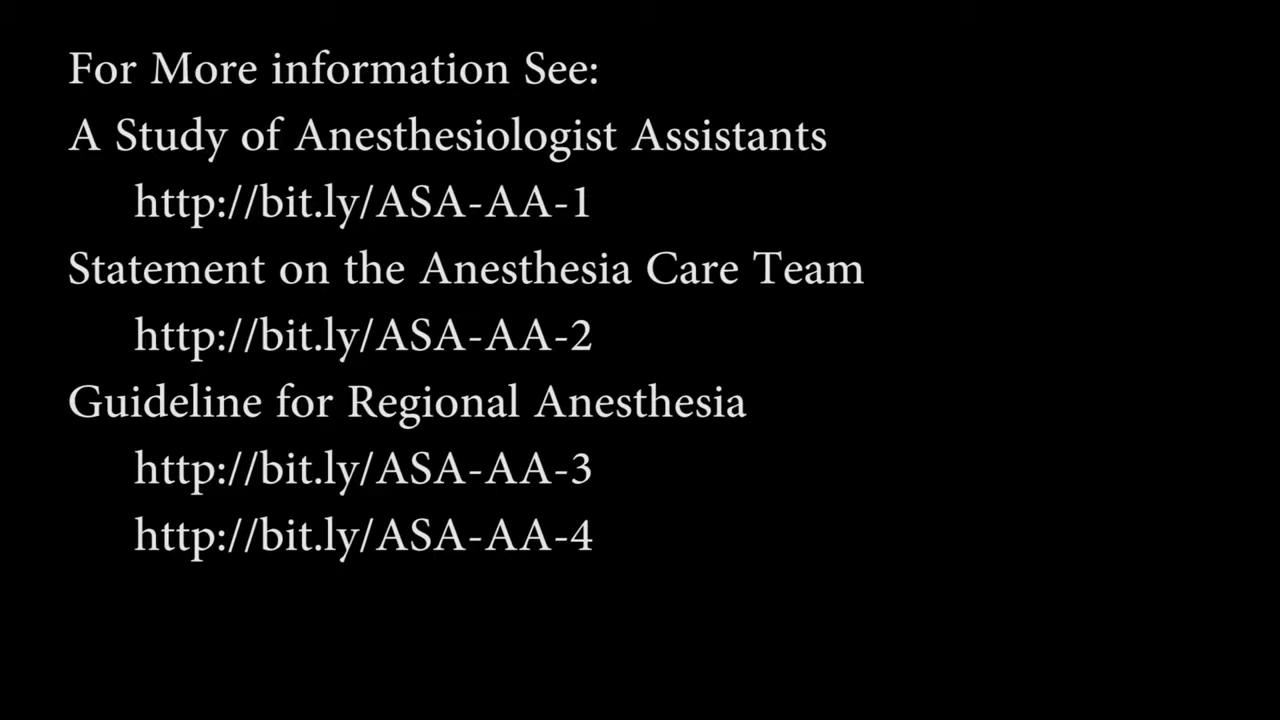 For More information See:
A Study of Anesthesiologist Assistants
http://bit.ly/ASA-AA-1
Statement on the Anesthesia Care Team
http://bit.ly/ASA-AA-2
Guideline for Regional Anesthesia
http://bit.ly/ASA-AA-3
http://bit.ly/ASA-AA-4